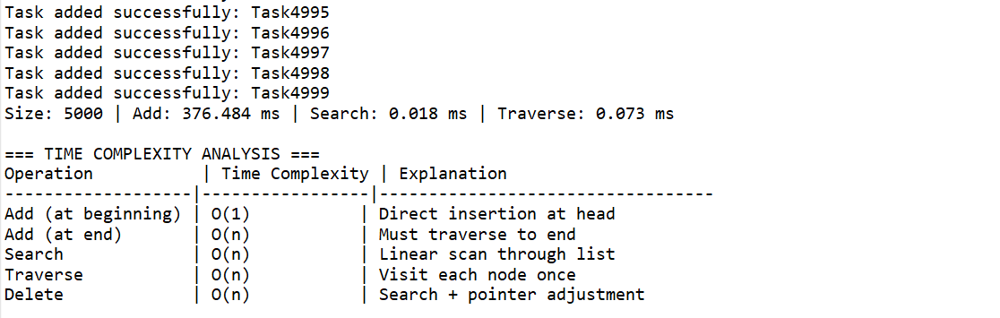 Task added successfully: Task4995
Task added successfully: Task4996
Task added successfully: Task4997
Task added successfully: Task4998
Task added successfully: Task4999
Size: 5000 | Add: 376.484 ms | Search: 0.018 ms | Traverse: 0.073 ms

=== TIME COMPLEXITY ANALYSIS ===
Operation           | Time Complexity | Explanation
-------------------|-----------------|----------------------------------
Add (at beginning) | O(1)            | Direct insertion at head
Add (at end)       | O(n)            | Must traverse to end
Search             | O(n)            | Linear scan through list
Traverse           | O(n)            | Visit each node once
Delete             | O(n)            | Search + pointer adjustment